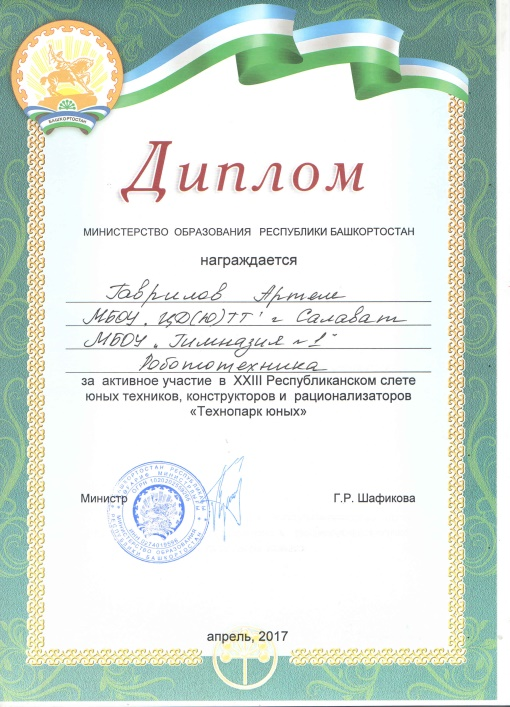 БАШКОРТОСТАН
Диплом
МИНИСТЕРСТВО ОБРАЗОВАНИЯ РЕСПУБЛИКИ БАШКОРТОСТАН
награждается
Гаврилов Артем
МБОУ "ЦД(Ю)ТТ" г Салават
МБОУ "Гимназия №1"
Робототехника
за активное участие в XXIII Республиканском слете
юных техников, конструкторов и рационализаторов
«Технопарк юных»
Министр Г.Р. Шафикова
апрель, 2017